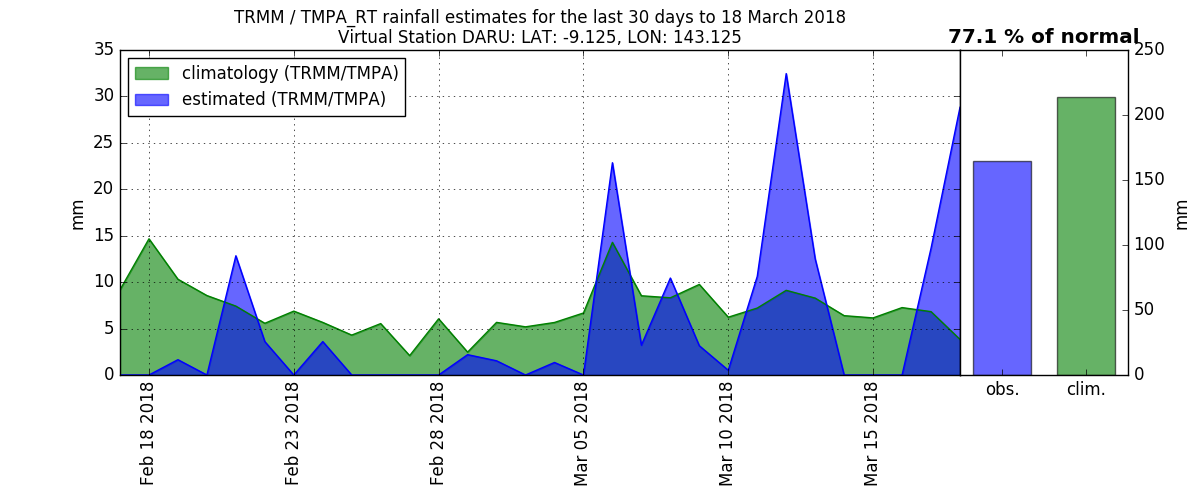 TRMM / TMPA_RT rainfall estimates for the last 30 days to 18 March 2018
Virtual Station DARU: LAT: -9.125, LON: 143.125
77.1 % of normal
climatology (TRMM/TMPA)
estimated (TRMM/TMPA)
35
30
25
20
15
10
5
0
mm
Feb 18 2018
Feb 23 2018
Feb 28 2018
Mar 05 2018
Mar 10 2018
Mar 15 2018
obs.
clim.
250
200
150
100
50
0
mm